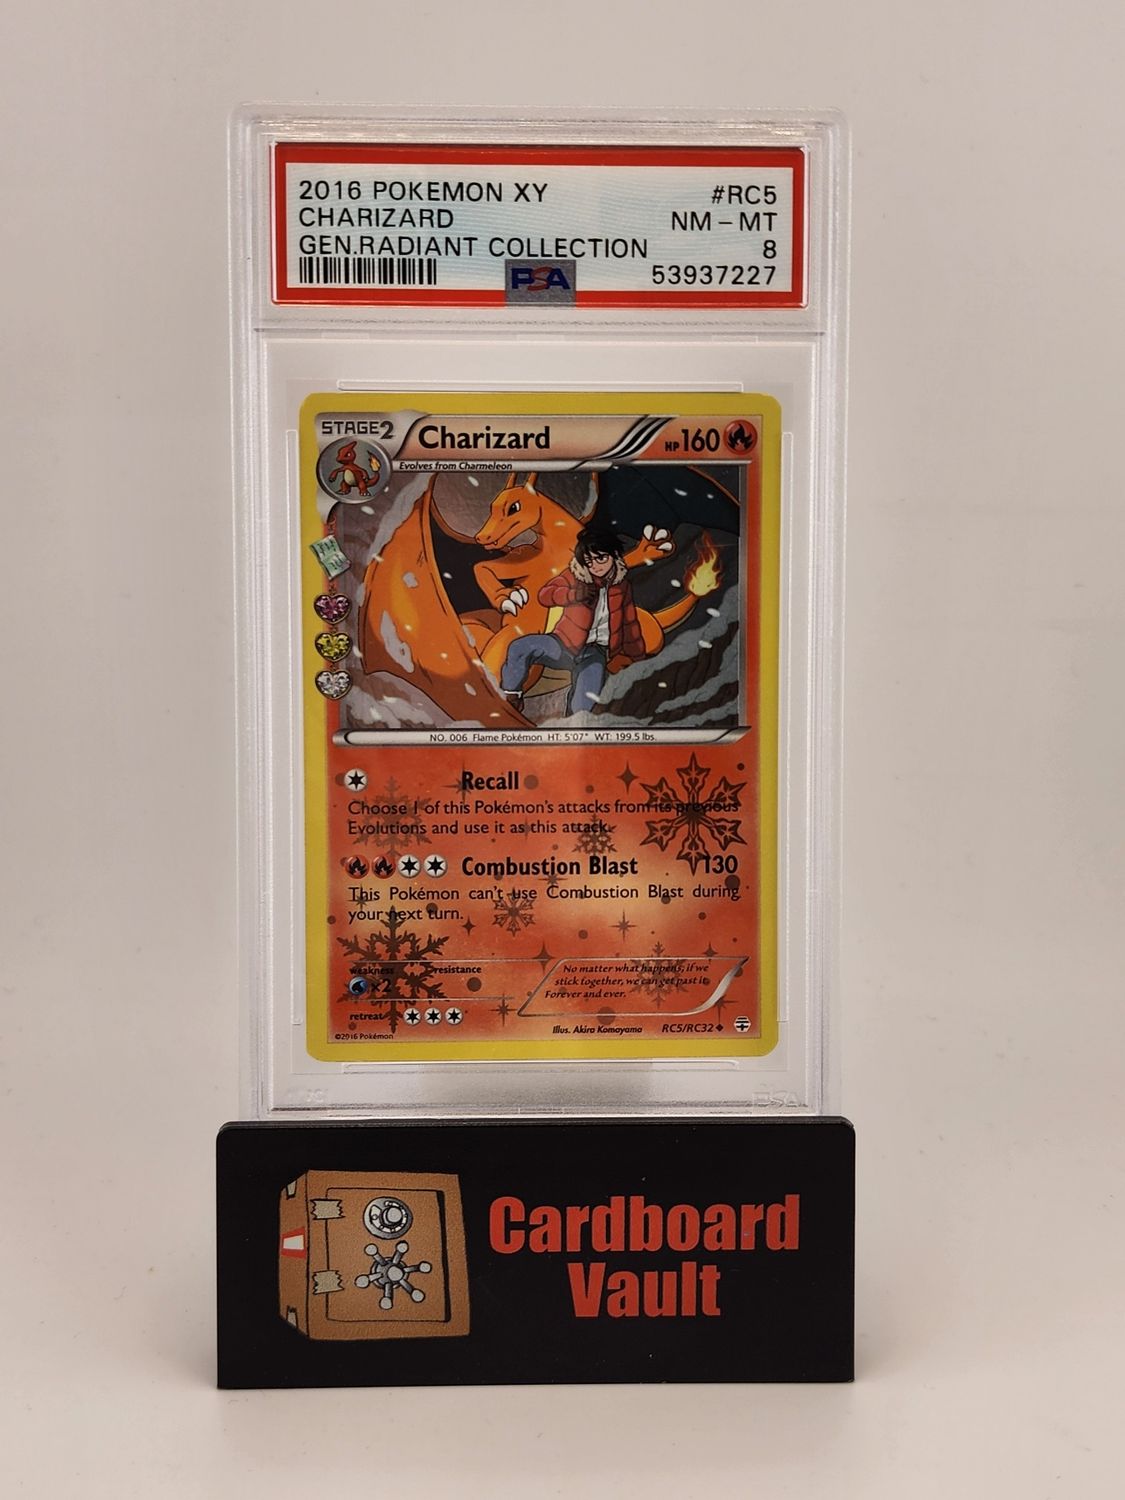 2016 POKEMON XY #RC5
CHARIZARD NM - MT
GEN.RADIANT COLLECTION 8
PSA 53937227
STAGE2 Charizard HP160
Evolves from Charmeleon
NO. 006 Flame Pokémon HT: 5'07" WT: 199.5 lbs.
Recall
Choose 1 of this Pokémon's attacks from its previous
Evolutions and use it as this attack.
Combustion Blast 130
This Pokémon can't use Combustion Blast during
your next turn.
weakness resistance
×2
No matter what happens, if we
stick together, we can get past it.
Forever and ever.
retreat
©2016 Pokémon Illus. Akira Komayama RC5/RC32
PSA
Cardboard
Vault